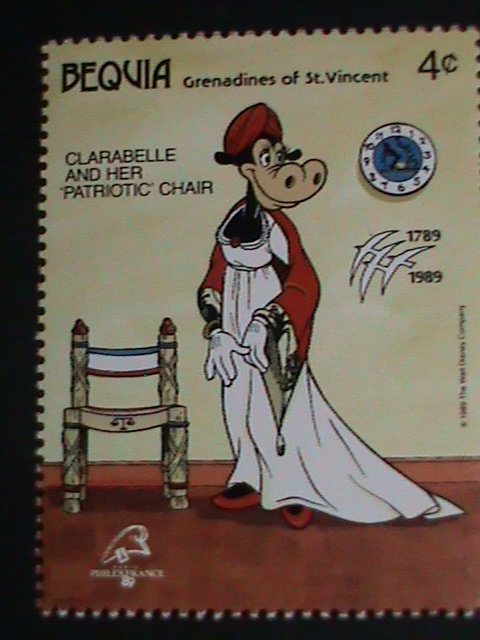 BEQUIA Grenadines of St. Vincent 4¢
CLARABELLE
AND HER
'PATRIOTIC' CHAIR
1789
1989
© 1989 The Walt Disney Company
PHILEXFRANCE
89